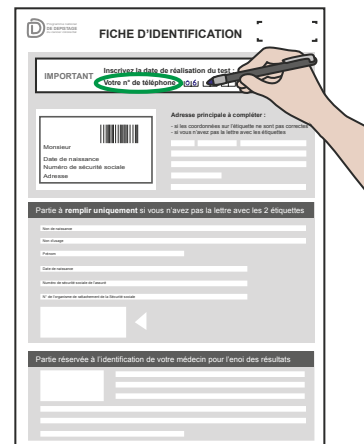 Programme national
DE DÉPISTAGE
FICHE D'IDENTIFICATION
IMPORTANT
Inscrivez la date de réalisation du test :
Votre n° de téléphone
Monsieur
Date de naissance
Numéro de sécurité sociale
Adresse
Adresse principale à compléter :
- si les coordonnées sur l'étiquette ne sont pas correctes
- si vous n'avez pas la lettre avec les étiquettes
Partie à remplir uniquement si vous n'avez pas la lettre avec les 2 étiquettes
Nom de naissance
Nom d'usage
Prénom
Date de naissance
Numéro de sécurité sociale de l'assuré
N° de l'organisme de rattachement de la Sécurité sociale
Partie réservée à l'identification de votre médecin pour l'enoi des résultats